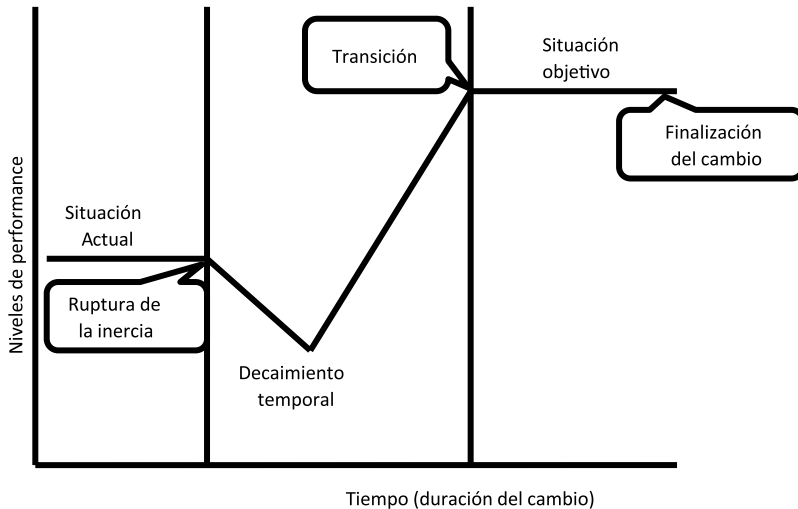 Transición
Situación
objetivo
Finalización
del cambio
Situación
Actual
Ruptura de
la inercia
Decaimiento
temporal
Niveles de performance
Tiempo (duración del cambio)